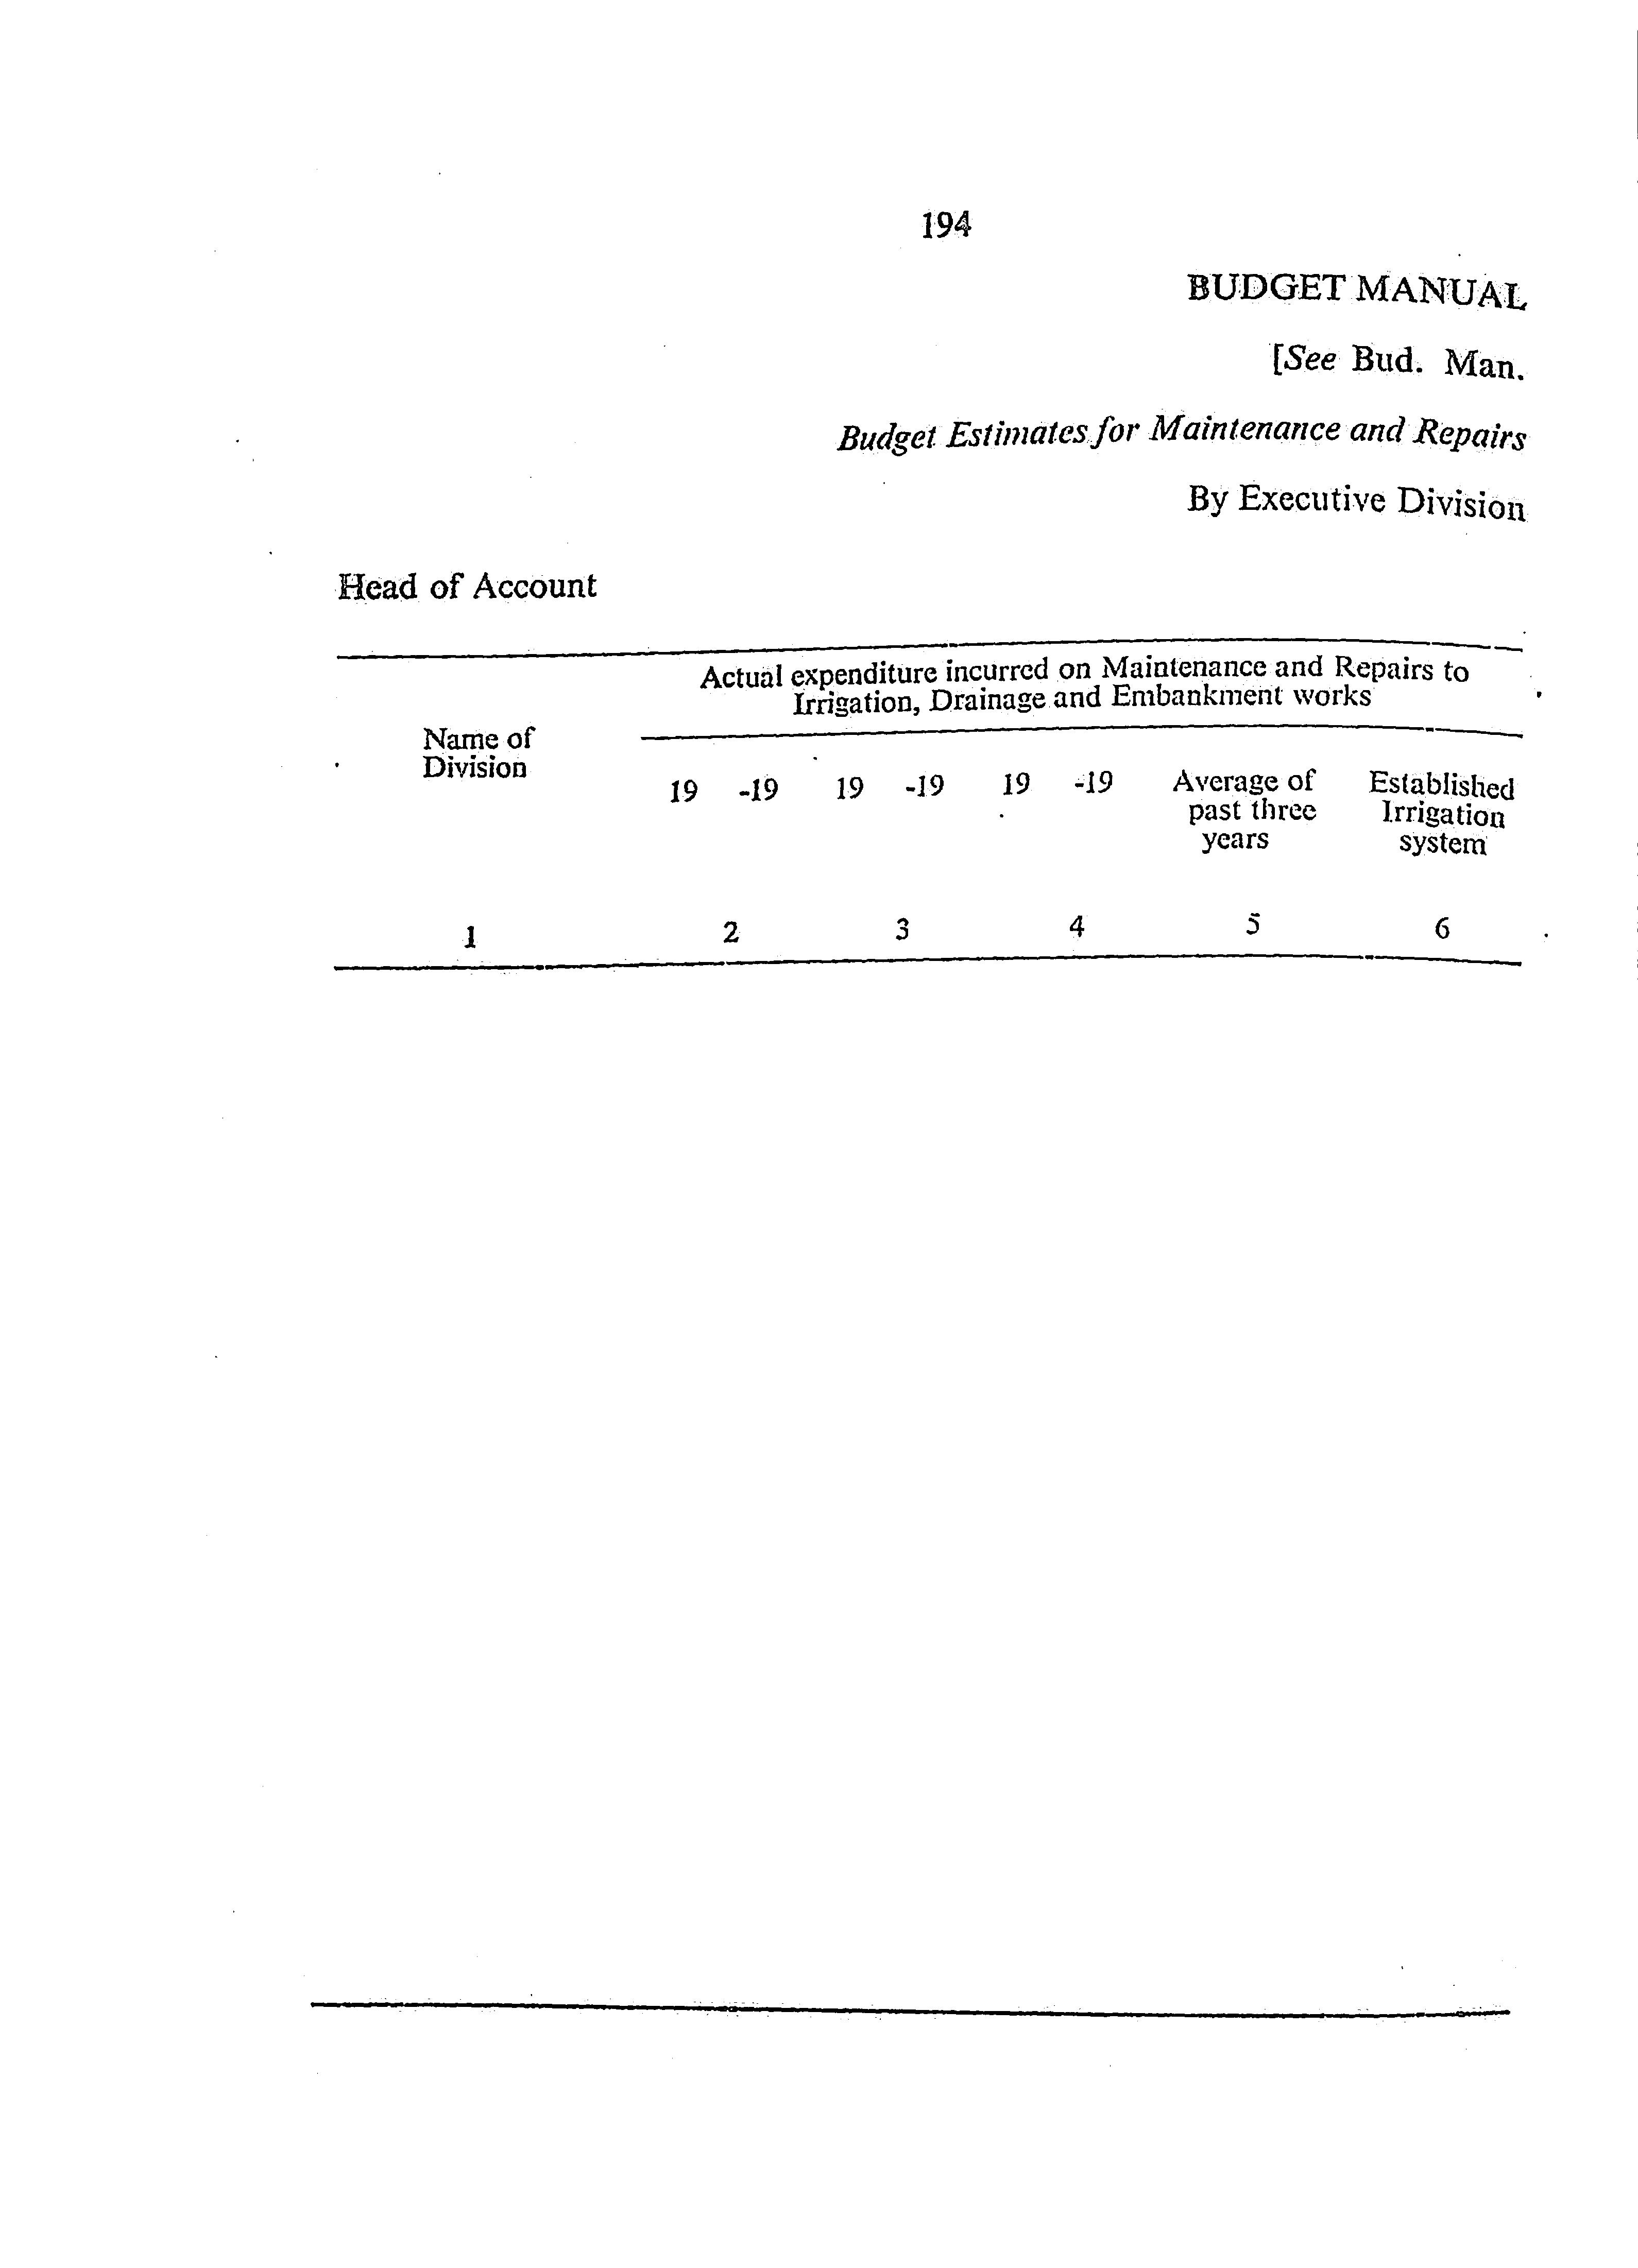 194
BUDGET MANUAL
[See Bud. Man.
Budget Estimates for Maintenance and Repairs
By Executive Division
Head of Account
Actual expenditure incurred on Maintenance and Repairs to
Irrigation, Drainage and Embankment works
Name of
Division
19 -19 19 -19 19 -19 Average of Established
past three Irrigation
years system
1 2 3 4 5 6